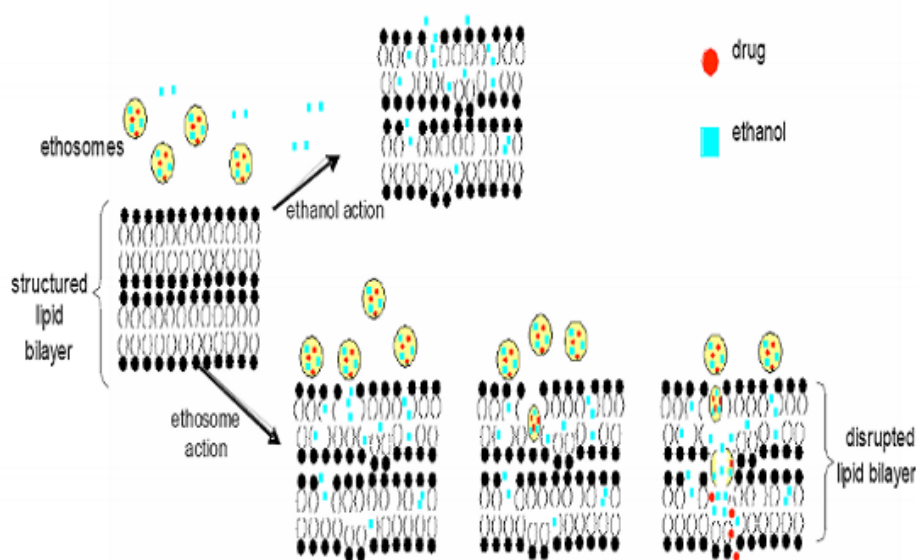 drug
ethanol
ethosomes
ethanol action
structured
lipid
bilayer
ethosome
action
disrupted
lipid bilayer